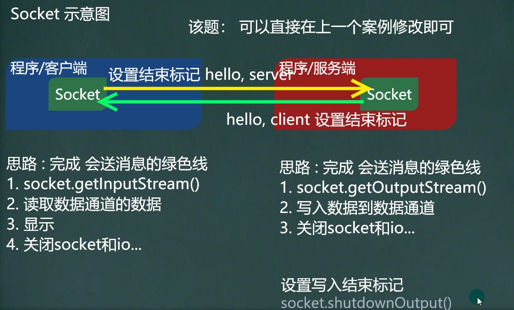 Socket 示意图
该题： 可以直接在上一个案例修改即可
程序/客户端
程序/服务端
设置结束标记 hello, server
Socket
Socket
hello, client 设置结束标记
思路 : 完成 会送消息的绿色线
1. socket.getInputStream()
2. 读取数据通道的数据
3. 显示
4. 关闭socket和io...
思路 : 完成 会送消息的绿色线
1. socket.getOutputStream()
2. 写入数据到数据通道
3. 关闭socket和io...
设置写入结束标记
socket.shutdownOutput()